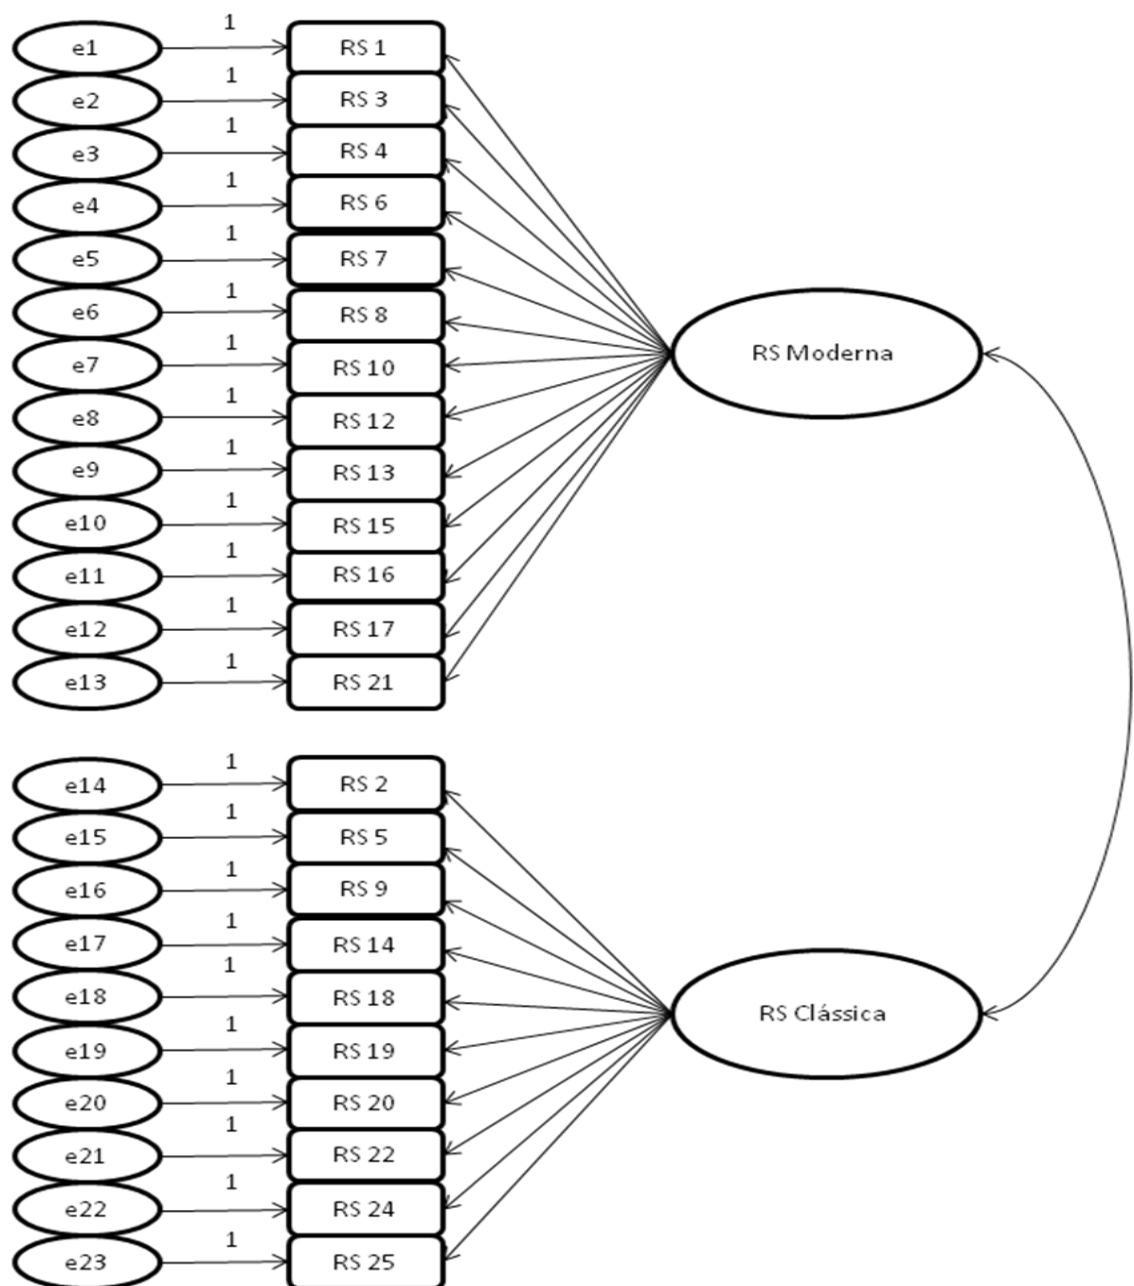 1
e1 RS 1
1
e2 RS 3
1
e3 RS 4
1
e4 RS 6
1
e5 RS 7
1
e6 RS 8
RS Moderna
1
e7 RS 10
1
e8 RS 12
1
e9 RS 13
1
e10 RS 15
1
e11 RS 16
1
e12 RS 17
1
e13 RS 21
1
e14 RS 2
1
e15 RS 5
1
e16 RS 9
1
e17 RS 14
1
e18 RS 18
RS Clássica
1
e19 RS 19
1
e20 RS 20
1
e21 RS 22
1
e22 RS 24
1
e23 RS 25